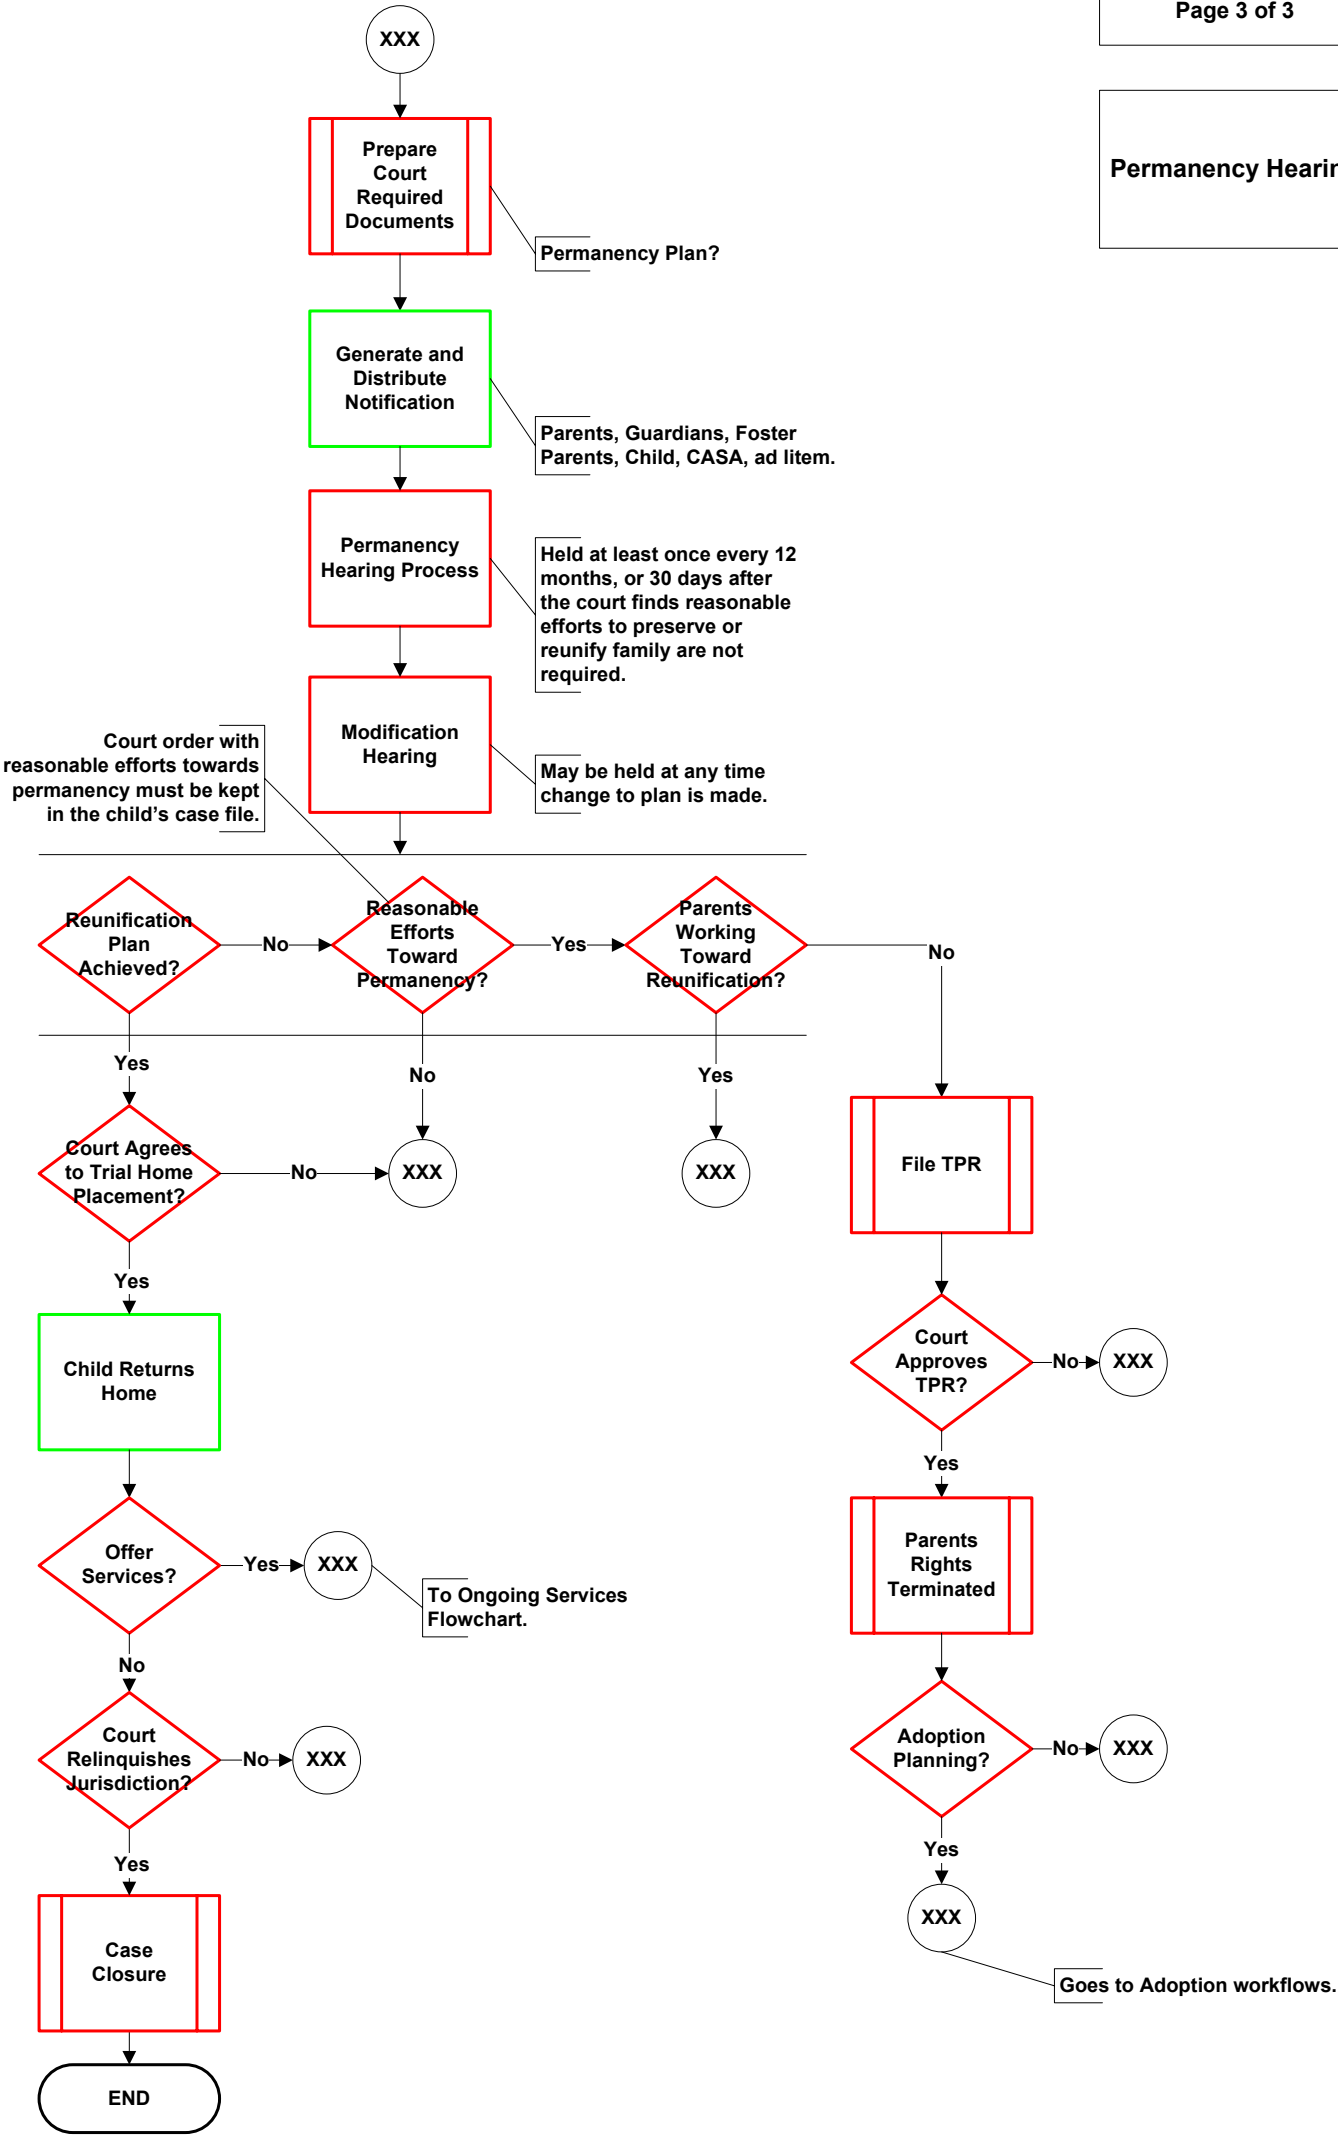 Page 3 of 3
Permanency Hearin
XXX
Prepare
Court
Required
Documents
Permanency Plan?
Generate and
Distribute
Notification
Parents, Guardians, Foster
Parents, Child, CASA, ad litem.
Permanency
Hearing Process
Held at least once every 12
months, or 30 days after
the court finds reasonable
efforts to preserve or
reunify family are not
required.
Modification
Hearing
May be held at any time
change to plan is made.
Court order with
reasonable efforts towards
permanency must be kept
in the child’s case file.
Reunification
Plan
Achieved?
No
Reasonable
Efforts
Toward
Permanency?
Yes
Parents
Working
Toward
Reunification?
No
Yes
No
Yes
Court Agrees
to Trial Home
Placement?
No
XXX
XXX
File TPR
Yes
Child Returns
Home
Court
Approves
TPR?
No
XXX
Yes
Offer
Services?
Yes
XXX
To Ongoing Services
Flowchart.
Parents
Rights
Terminated
No
Court
Relinquishes
Jurisdiction?
No
XXX
Adoption
Planning?
No
XXX
Yes
Yes
Case
Closure
XXX
Goes to Adoption workflows.
END